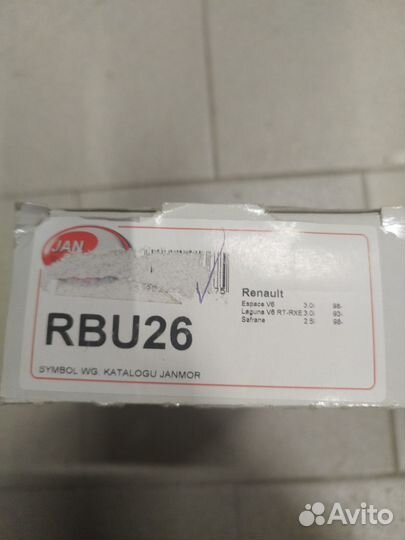 JAN
75
Renault
Espace V6 3.0i 98-
Laguna V6 RT-RXE 3.0i 93-
Safrane 2.5i 98-
RBU26
SYMBOL WG. KATALOGU JANMOR
Avito